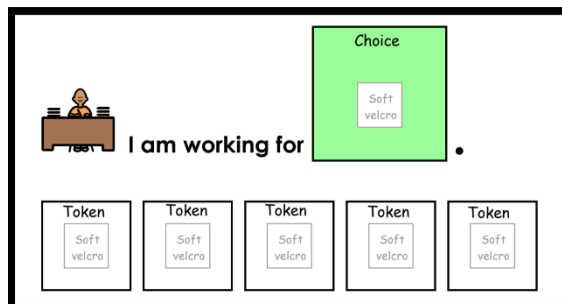 Choice
Soft
velcro
I am working for .
Token Token Token Token Token
Soft Soft Soft Soft Soft
velcro velcro velcro velcro velcro